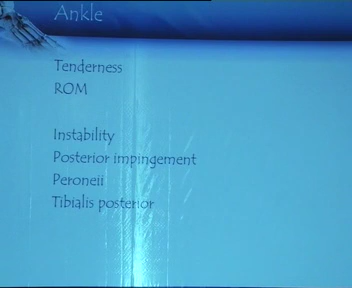 Ankle
Tenderness
ROM
Instability
Posterior impingement
Peroneii
Tibialis posterior